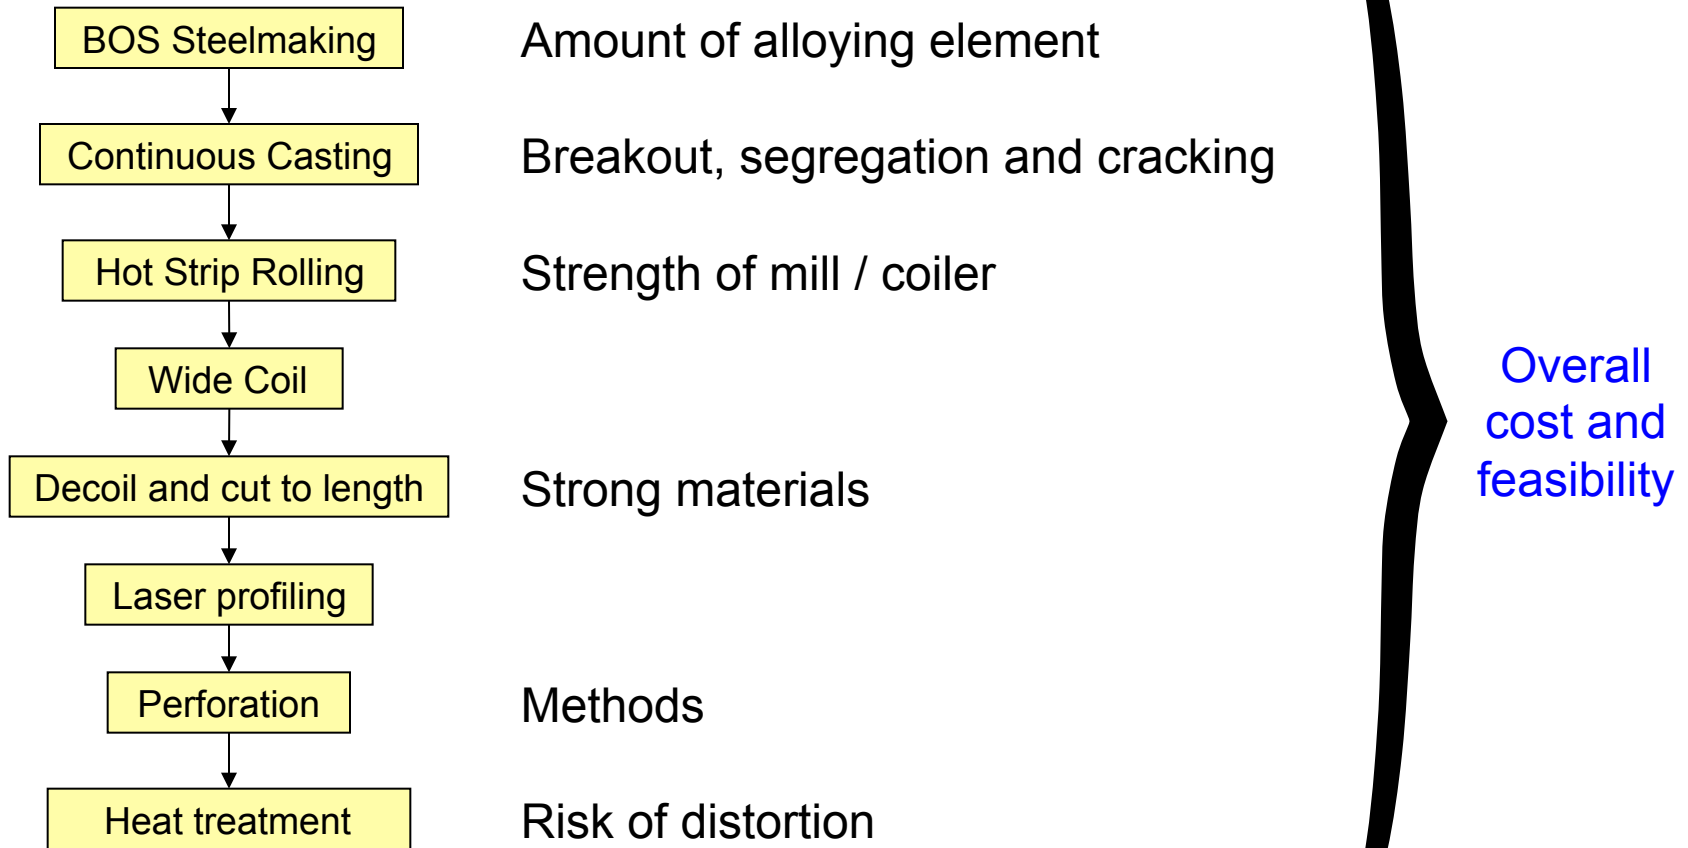 BOS Steelmaking
Amount of alloying element
Continuous Casting
Breakout, segregation and cracking
Hot Strip Rolling
Strength of mill / coiler
Wide Coil
Decoil and cut to length
Strong materials
Laser profiling
Perforation
Methods
Heat treatment
Risk of distortion
Overall
cost and
feasibility